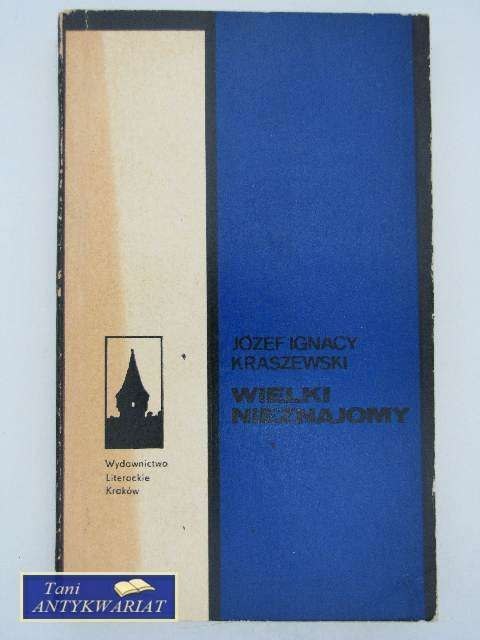 JÓZEF IGNACY
KRASZEWSKI
WIELKI
NIEZNAJOMY
Wydawnictwo
Literackie
Kraków
Tani
ANTYKWARIAT